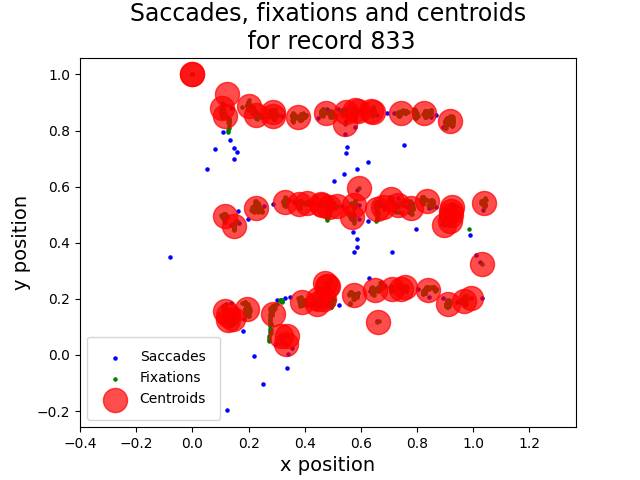 Saccades, fixations and centroids
for record 833
y position
1.0
0.8
0.6
0.4
0.2
0.0
−0.2
Saccades
Fixations
Centroids
−0.4 −0.2 0.0 0.2 0.4 0.6 0.8 1.0 1.2
x position